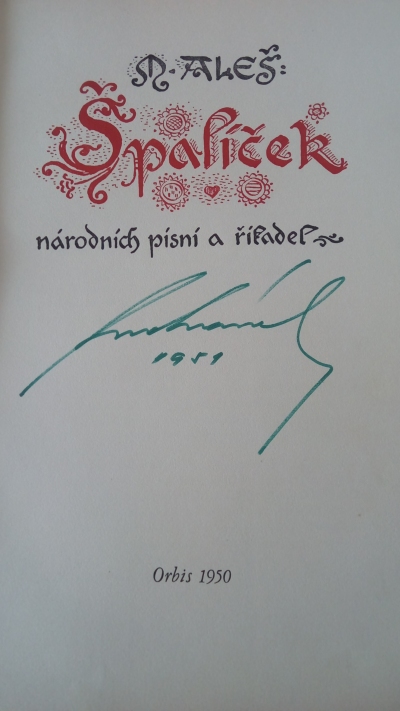 M. ALEŠ:
Špalíček
národních písní a říkadel
1951
Orbis 1950